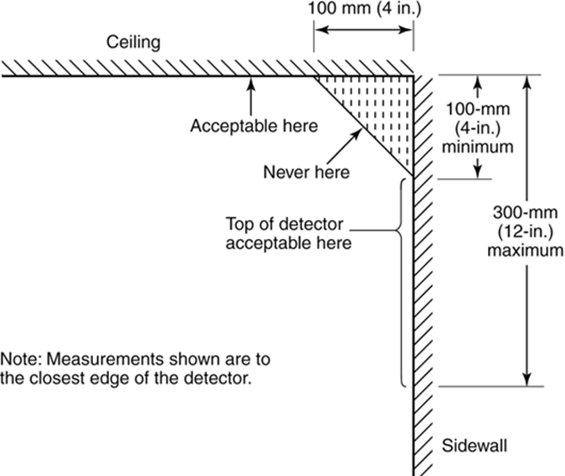 100 mm (4 in.)
Ceiling
Acceptable here
100-mm
(4-in.)
minimum
Never here
300-mm
(12-in.)
maximum
Top of detector
acceptable here
Note: Measurements shown are to
the closest edge of the detector.
Sidewall